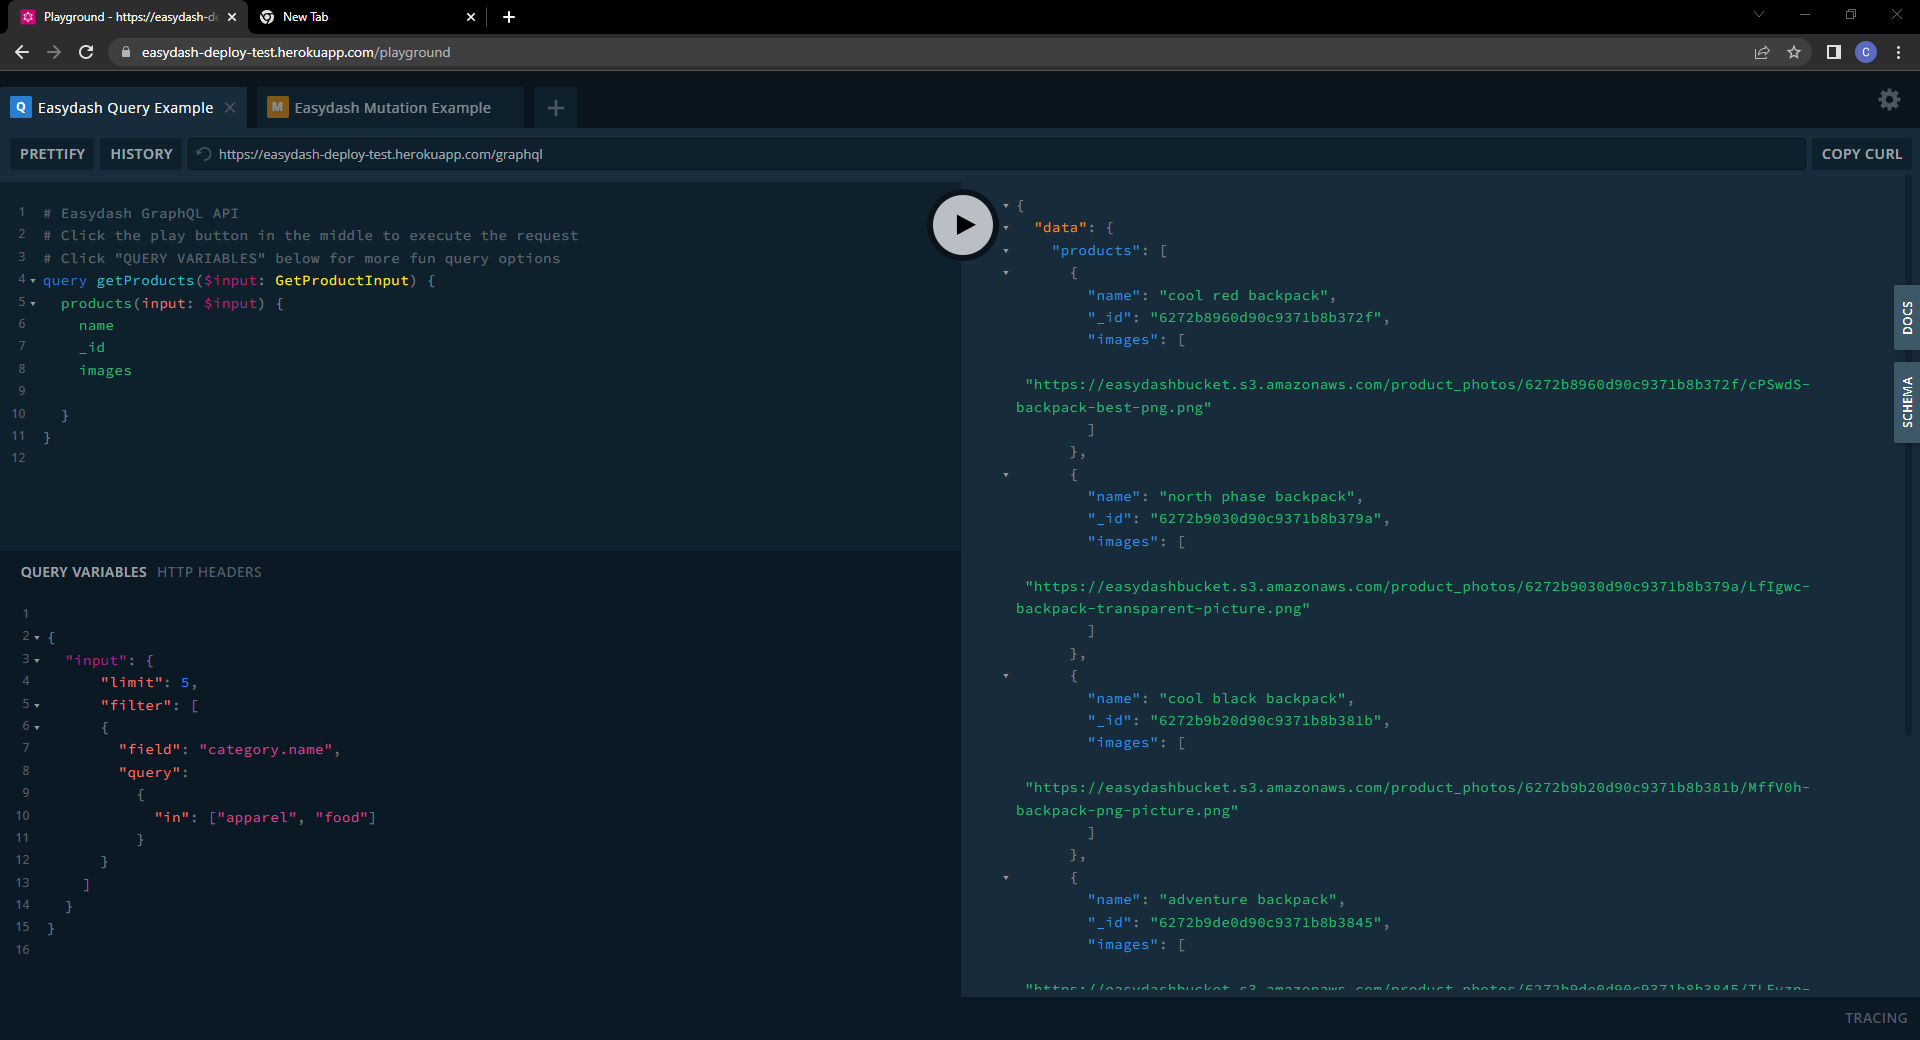 Playground - https://easydash-de
New Tab
easydash-deploy-test.herokuapp.com/playground
C
Q Easydash Query Example
M Easydash Mutation Example
PRETTIFY
HISTORY
https://easydash-deploy-test.herokuapp.com/graphql
COPY CURL
1 # Easydash GraphQL API
2 # Click the play button in the middle to execute the request
3 # Click "QUERY VARIABLES" below for more fun query options
4 query getProducts($input: GetProductInput) {
5 products(input: $input) {
6 name
7 _id
8 images
9
10 }
11 }
12
QUERY VARIABLES HTTP HEADERS
1
2 {
3 "input": {
4 "limit": 5,
5 "filter": [
6 {
7 "field": "category.name",
8 "query":
9 {
10 "in": ["apparel", "food"]
11 }
12 }
13 ]
14 }
15 }
16
{
"data": {
"products": [
{
"name": "cool red backpack",
"_id": "6272b8960d90c9371b8b372f",
"images": [
"https://easydashbucket.s3.amazonaws.com/product_photos/6272b8960d90c9371b8b372f/cPSwdS-
backpack-best-png.png"
]
},
{
"name": "north phase backpack",
"_id": "6272b9030d90c9371b8b379a",
"images": [
"https://easydashbucket.s3.amazonaws.com/product_photos/6272b9030d90c9371b8b379a/LfIgwc-
backpack-transparent-picture.png"
]
},
{
"name": "cool black backpack",
"_id": "6272b9b20d90c9371b8b381b",
"images": [
"https://easydashbucket.s3.amazonaws.com/product_photos/6272b9b20d90c9371b8b381b/MffV0h-
backpack-png-picture.png"
]
},
{
"name": "adventure backpack",
"_id": "6272b9de0d90c9371b8b3845",
"images": [
"https://easydashbucket.s3.amazonaws.com/product_photos/6272b9de0d90c9371b8b3845/
DOCS
SCHEMA
TRACING